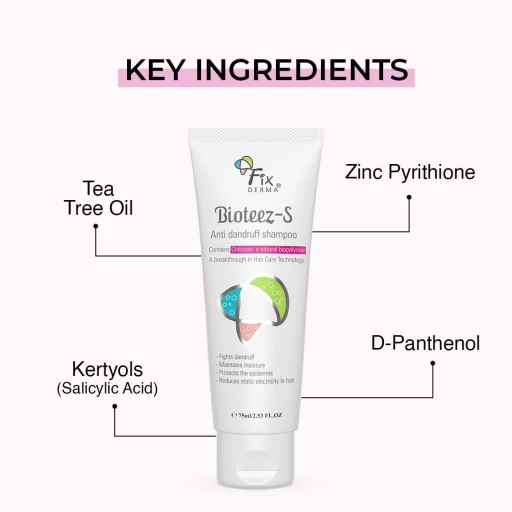 KEY INGREDIENTS
Tea
Tree Oil
Zinc Pyrithione
Kertyols
(Salicylic Acid)
D-Panthenol
Fix
DERMA®
Bioteez-S
Anti dandruff shampoo
Contains Chitosan, a natural biopolymer
A breakthrough in Hair Care Technology
- Fights dandruff
- Maintains moisture
- Protects the epidermis
- Reduces static electricity in hair
75ml/2.53 FL.OZ